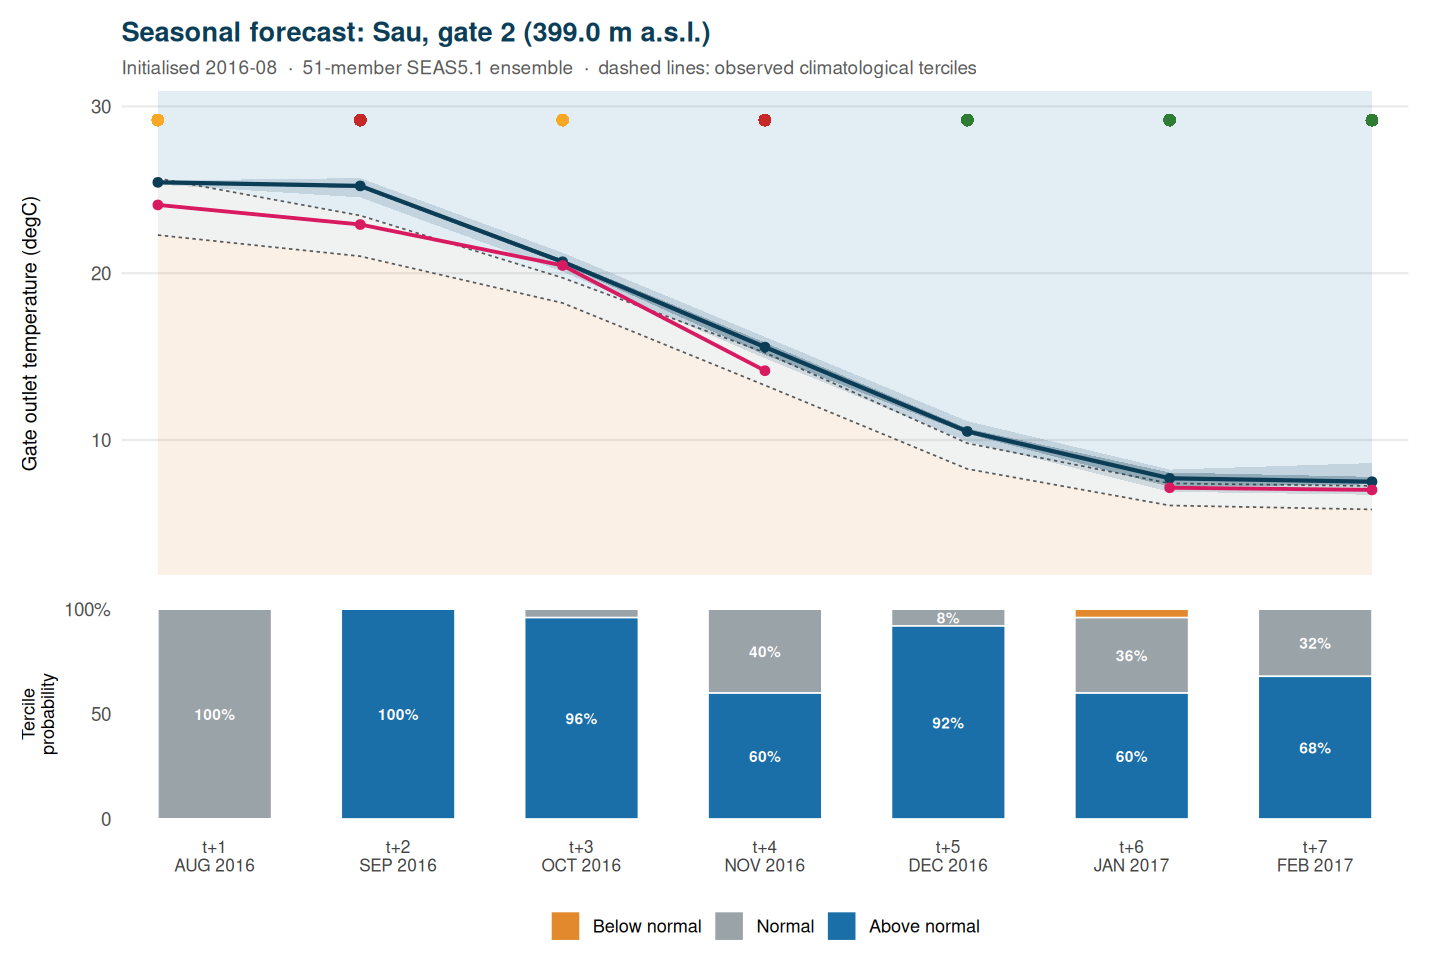 Seasonal forecast: Sau, gate 2 (399.0 m a.s.l.)
Initialised 2016-08 · 51-member SEAS5.1 ensemble · dashed lines: observed climatological terciles
Gate outlet temperature (degC)
30
20
10
Tercile
probability
100%
50
0
100%
100%
96%
40%
60%
8%
92%
36%
60%
32%
68%
t+1
AUG 2016
t+2
SEP 2016
t+3
OCT 2016
t+4
NOV 2016
t+5
DEC 2016
t+6
JAN 2017
t+7
FEB 2017
Below normal
Normal
Above normal